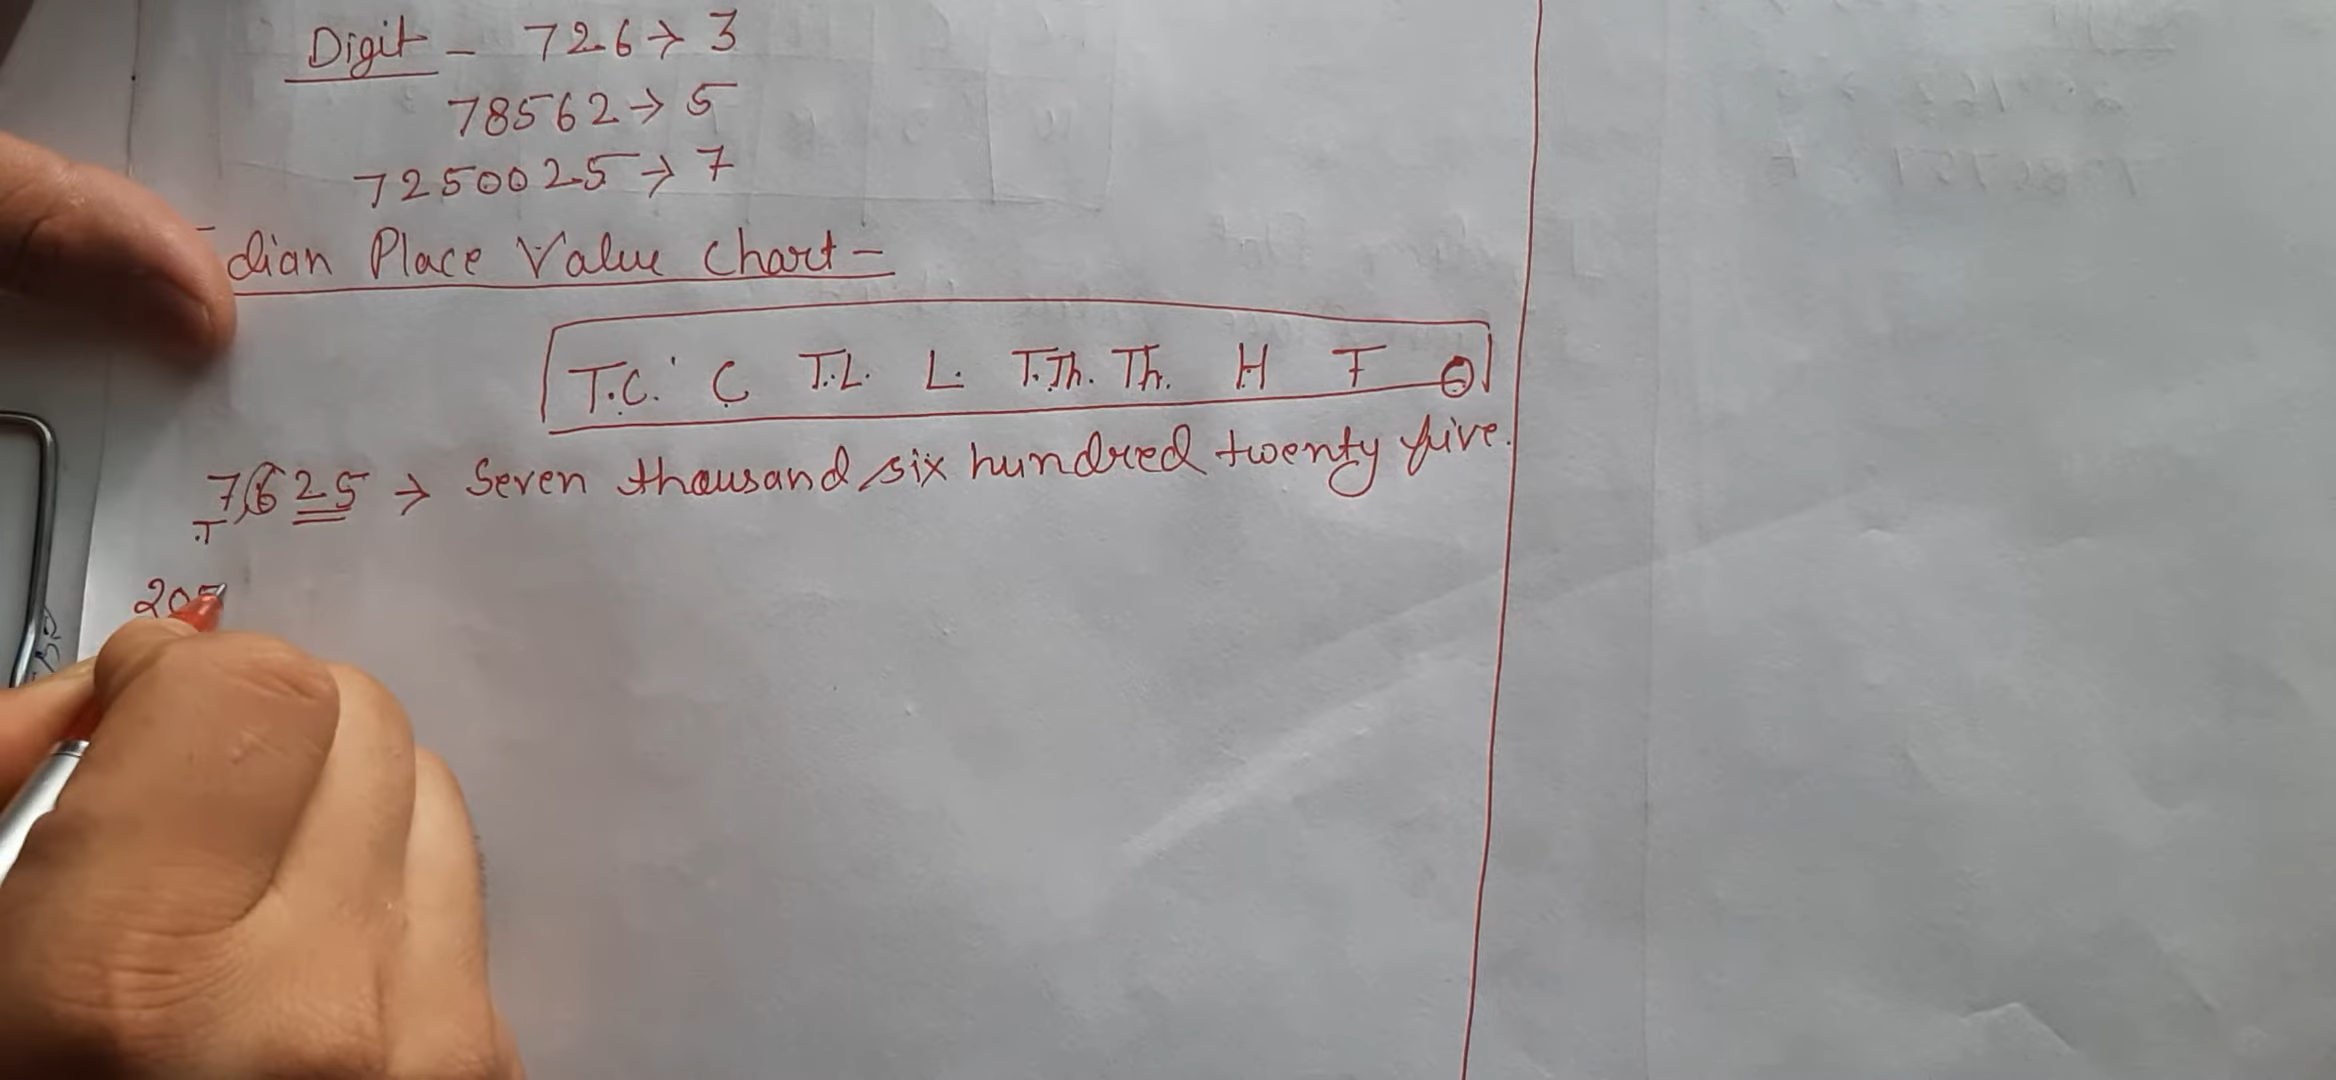 Digit - 726 → 3
78562 → 5
7250025 → 7
dian Place Value Chart -
T.C. C T.L. L. T.Th. Th. H T O
7,625 → Seven thousand six hundred twenty five.
T
205